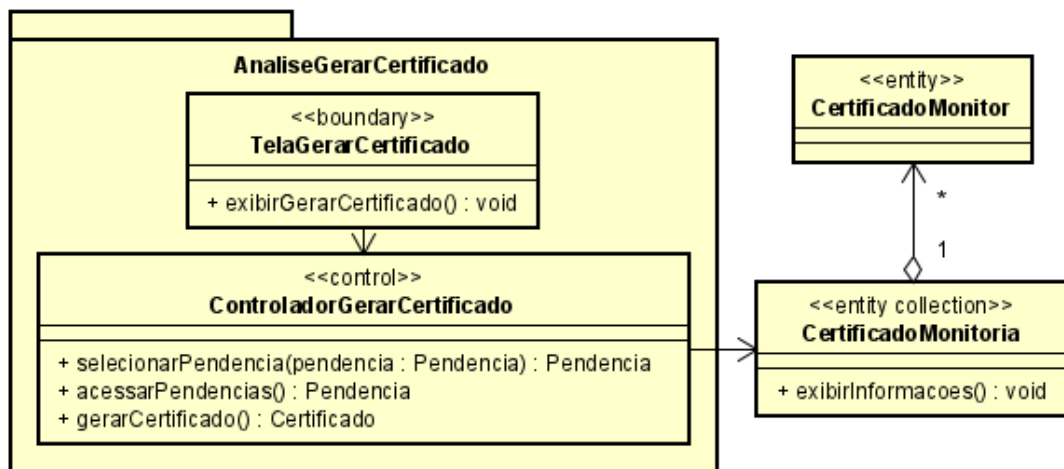 AnaliseGerarCertificado
<<boundary>>
TelaGerarCertificado
+ exibirGerarCertificado() : void
<<control>>
ControladorGerarCertificado
+ selecionarPendencia(pendencia : Pendencia) : Pendencia
+ acessarPendencias() : Pendencia
+ gerarCertificado() : Certificado
<<entity>>
CertificadoMonitor
*
1
<<entity collection>>
CertificadoMonitoria
+ exibirInformacoes() : void